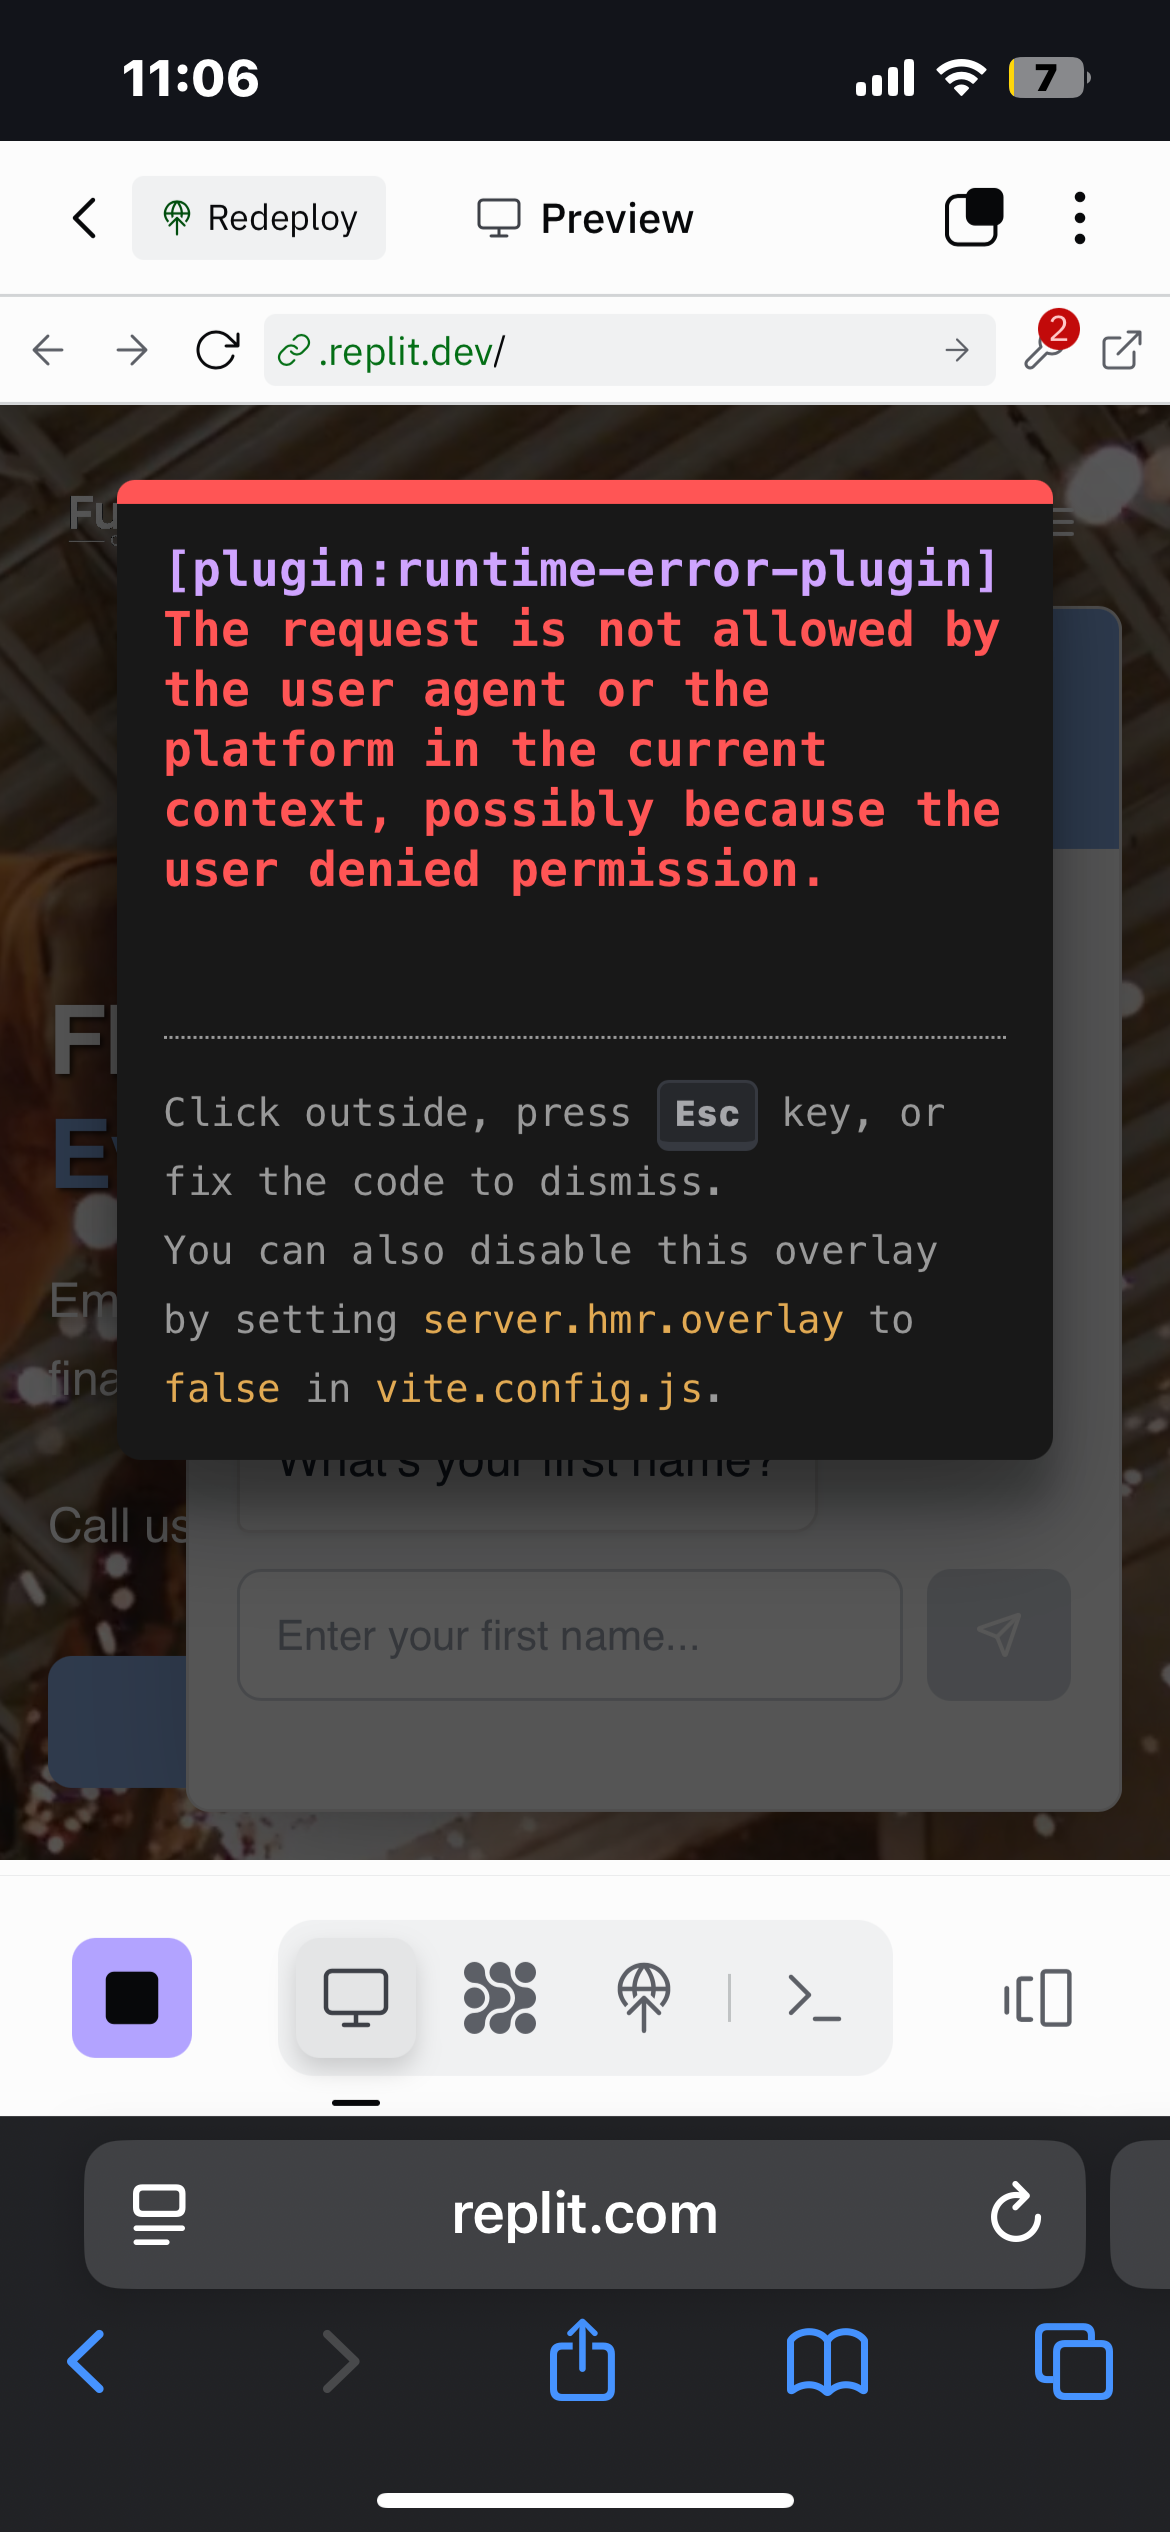 11:06
7
Redeploy
Preview
.replit.dev/
2
Fu
[plugin:runtime-error-plugin]
The request is not allowed by
the user agent or the
platform in the current
context, possibly because the
user denied permission.
Click outside, press Esc key, or
fix the code to dismiss.
You can also disable this overlay
by setting server.hmr.overlay to
false in vite.config.js.
Em
fina
What's your first name?
Call us
Enter your first name...
replit.com